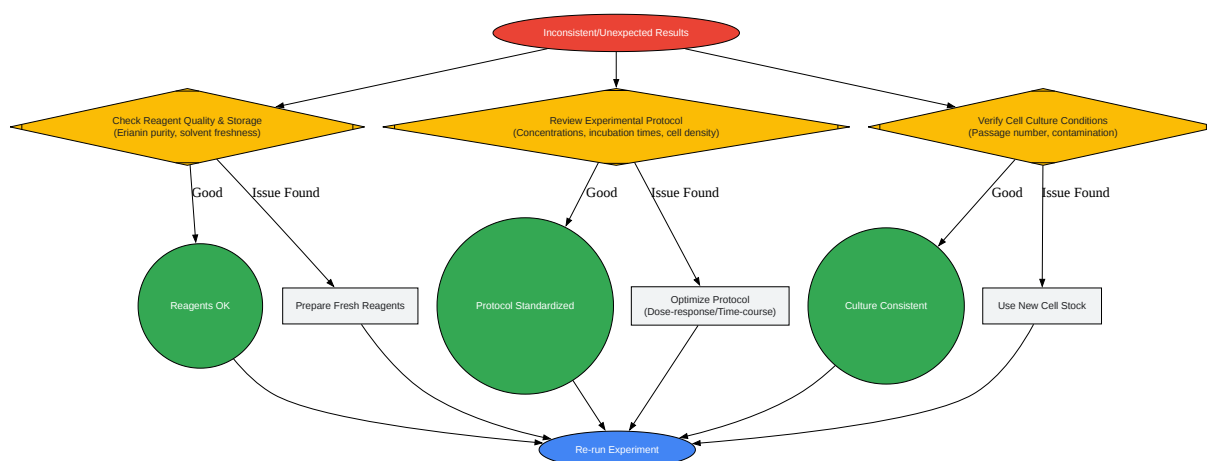 Inconsistent/Unexpected Results
Check Reagent Quality & Storage
(Erianin purity, solvent freshness)
Review Experimental Protocol
(Concentrations, incubation times, cell density)
Verify Cell Culture Conditions
(Passage number, contamination)
Good
Issue Found
Good
Issue Found
Good
Issue Found
Reagents OK
Prepare Fresh Reagents
Protocol Standardized
Optimize Protocol
(Dose-response/Time-course)
Culture Consistent
Use New Cell Stock
Re-run Experiment